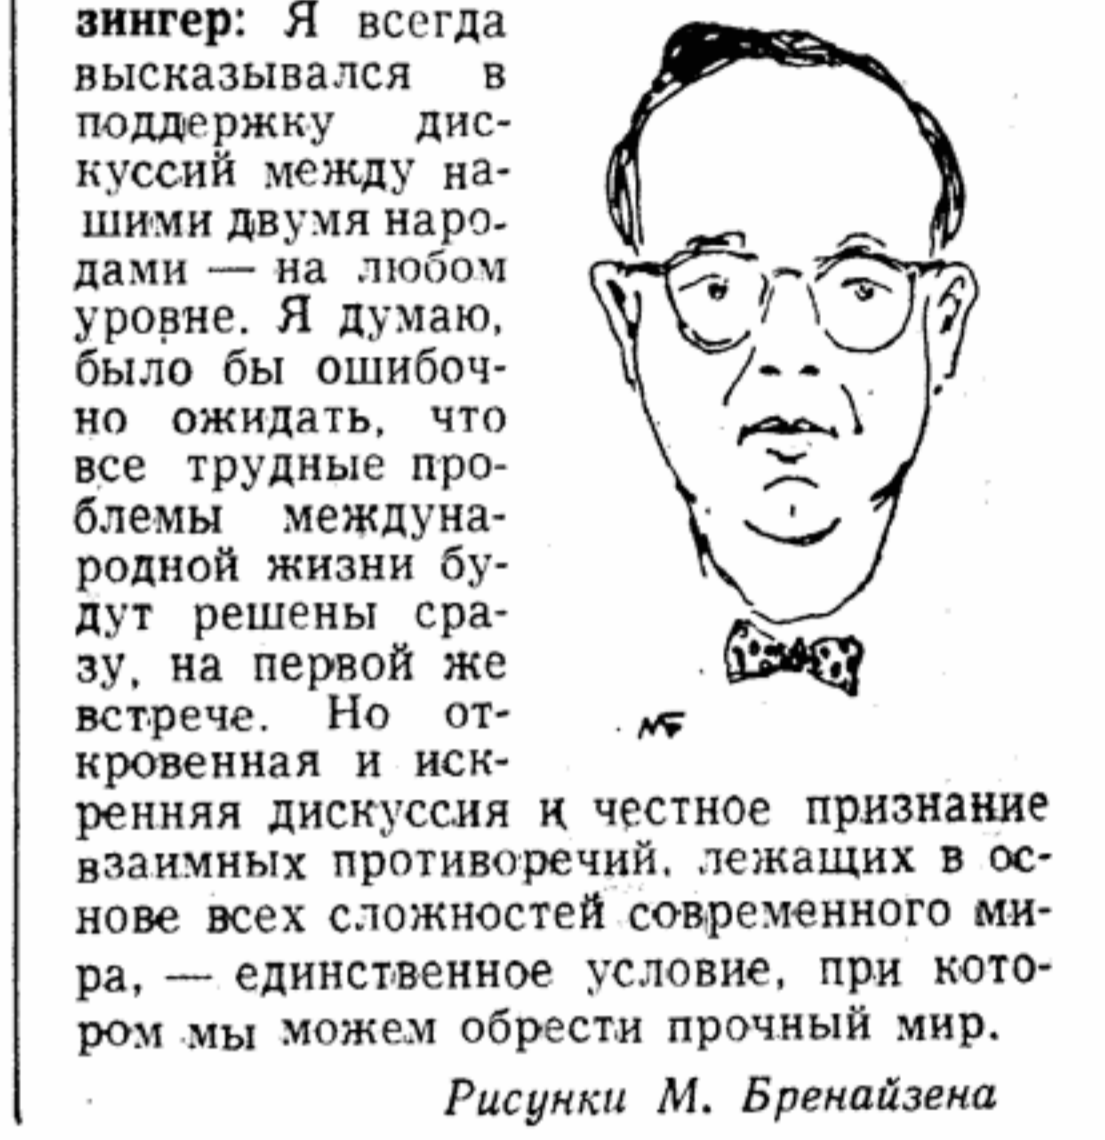 зингер: Я всегда
высказывался в
поддержку дис-
куссий между на-
шими двумя наро-
дами — на любом
уровне. Я думаю,
было бы ошибоч-
но ожидать, что
все трудные про-
блемы междуна-
родной жизни бу-
дут решены сра-
зу, на первой же
встрече. Но от-
кровенная и иск-
ренняя дискуссия и честное признание
взаимных противоречий, лежащих в ос-
нове всех сложностей современного ми-
ра, — единственное условие, при кото-
ром мы можем обрести прочный мир.
Рисунки М. Бренайзена